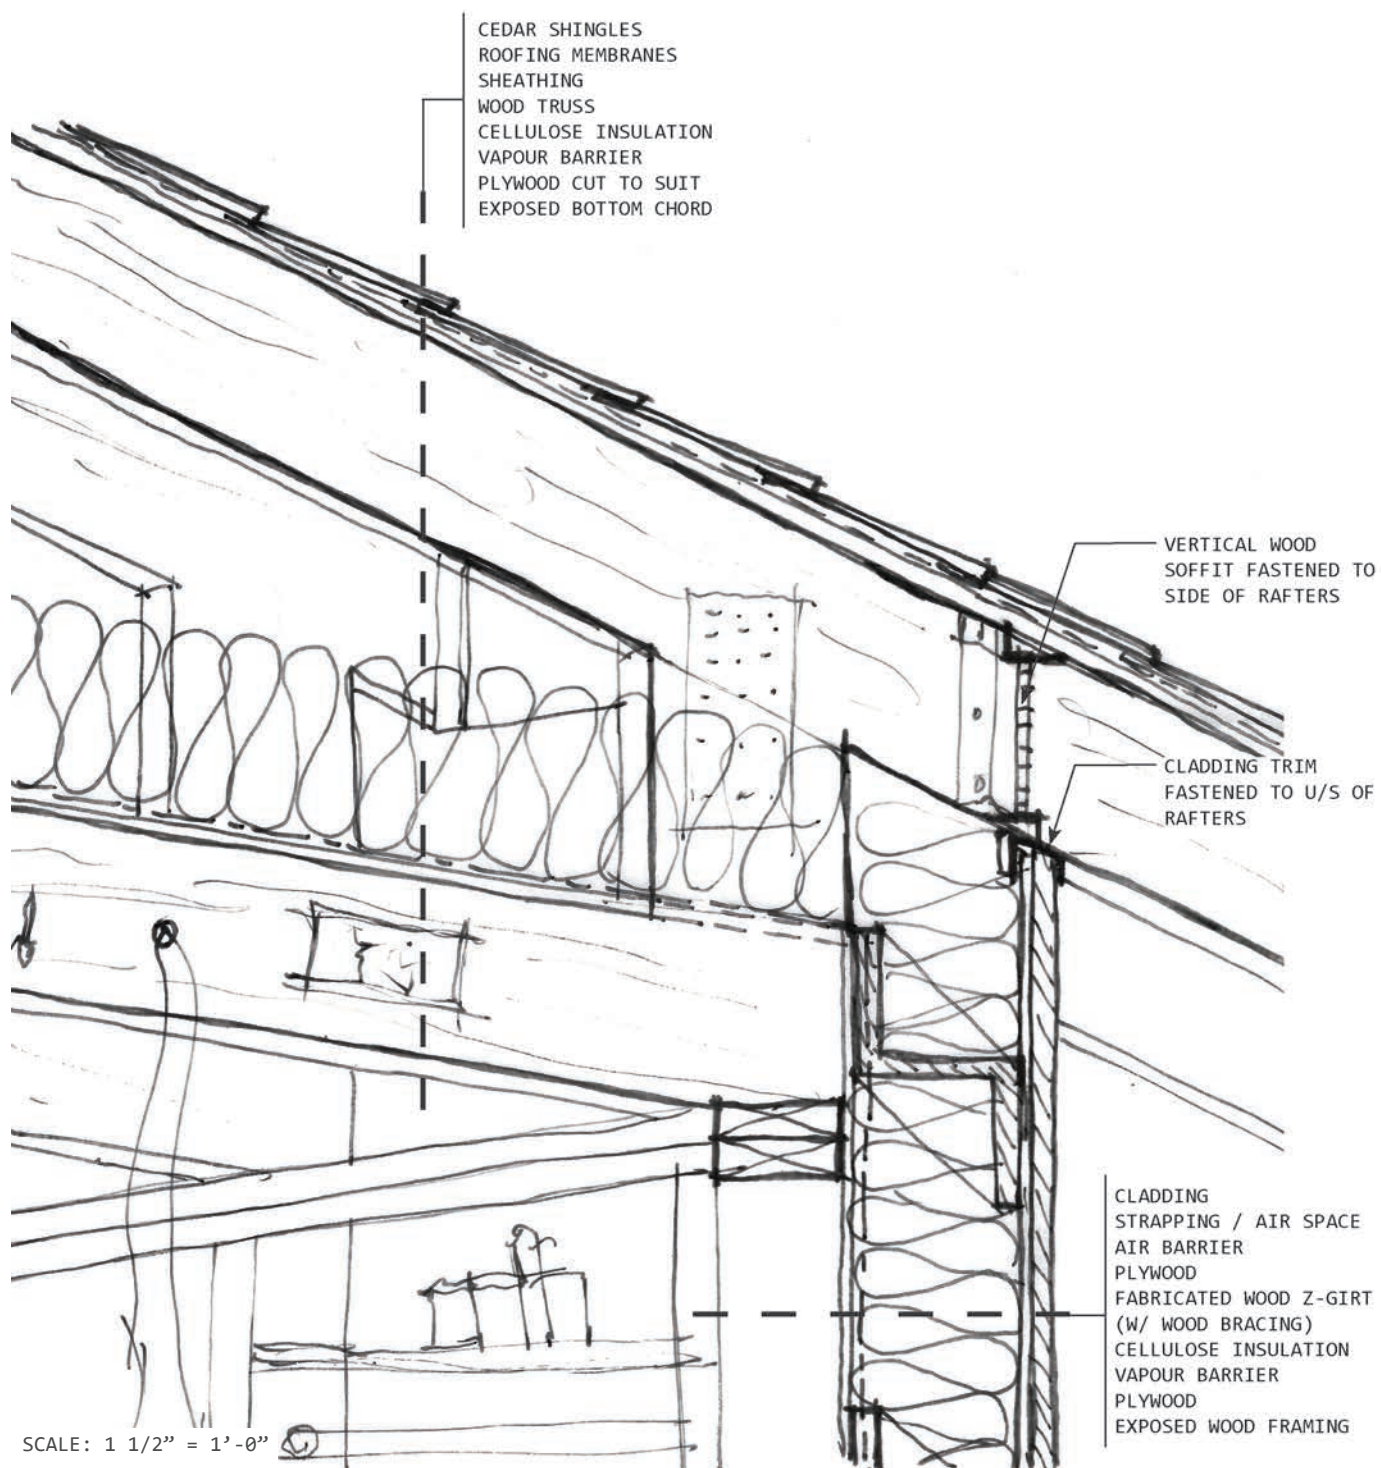 CEDAR SHINGLES
ROOFING MEMBRANES
SHEATHING
WOOD TRUSS
CELLULOSE INSULATION
VAPOUR BARRIER
PLYWOOD CUT TO SUIT
EXPOSED BOTTOM CHORD
VERTICAL WOOD
SOFFIT FASTENED TO
SIDE OF RAFTERS
CLADDING TRIM
FASTENED TO U/S OF
RAFTERS
CLADDING
STRAPPING / AIR SPACE
AIR BARRIER
PLYWOOD
FABRICATED WOOD Z-GIRT
(W/ WOOD BRACING)
CELLULOSE INSULATION
VAPOUR BARRIER
PLYWOOD
EXPOSED WOOD FRAMING
SCALE: 1 1/2” = 1’-0”